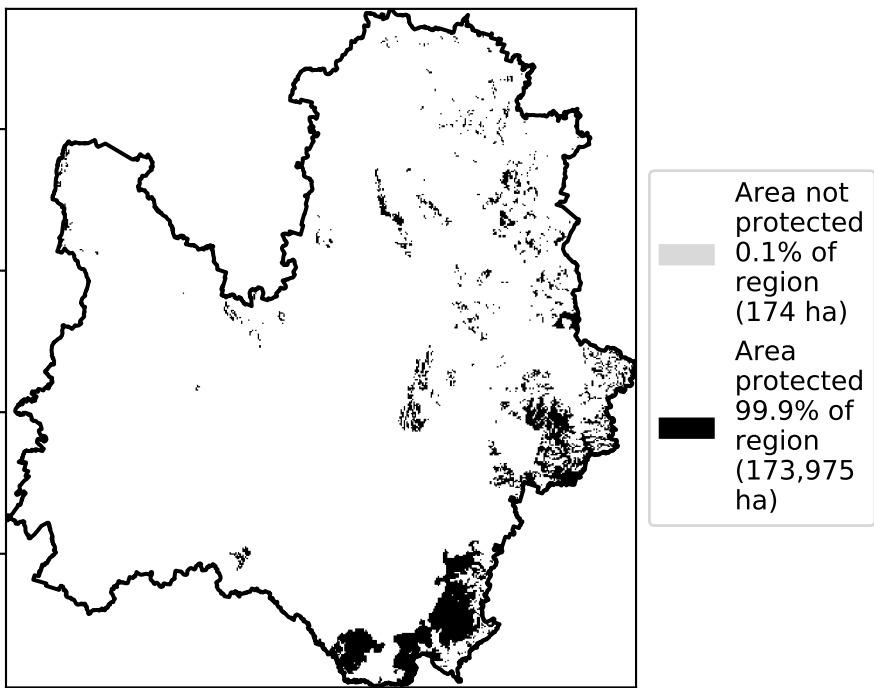 Area not
protected
0.1% of
region
(174 ha)
Area
protected
99.9% of
region
(173,975
ha)